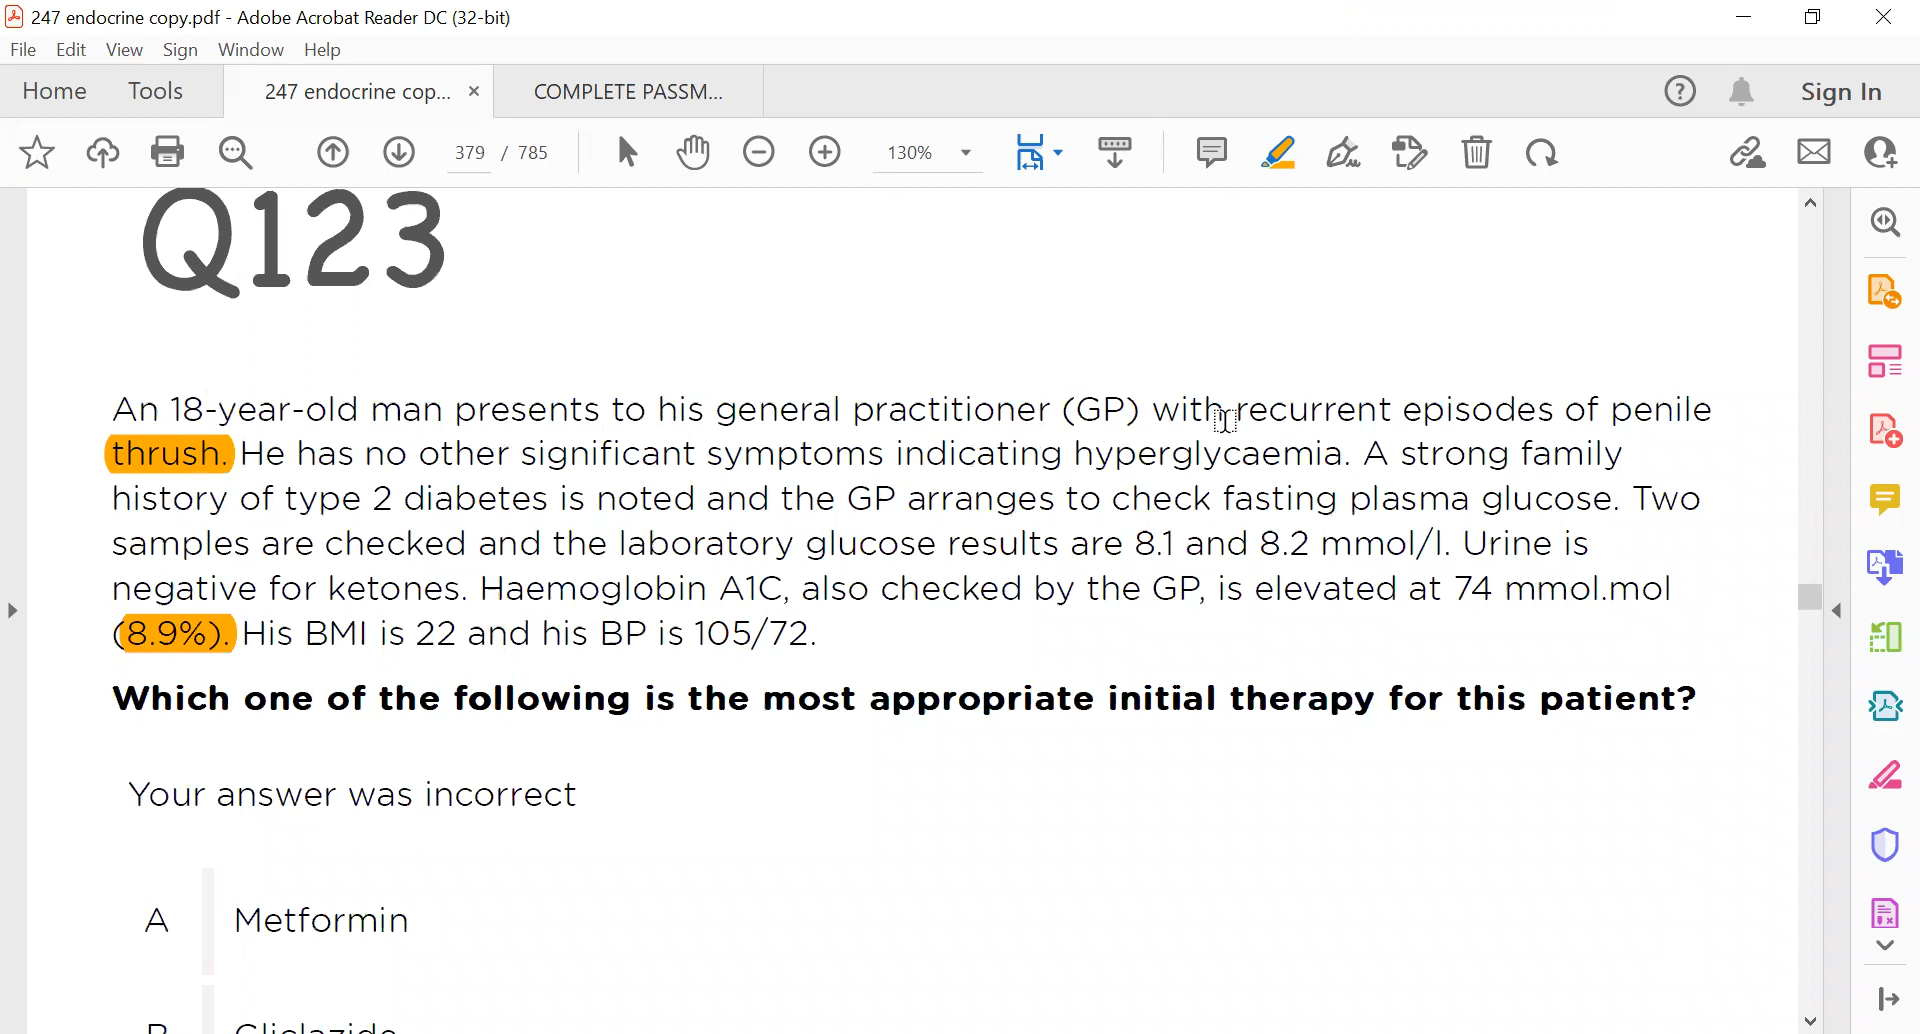 247 endocrine copy.pdf - Adobe Acrobat Reader DC (32-bit)
File Edit View Sign Window Help
Home Tools 247 endocrine cop... × COMPLETE PASSM... Sign In
379 / 785 130%
Q123
An 18-year-old man presents to his general practitioner (GP) with recurrent episodes of penile
thrush. He has no other significant symptoms indicating hyperglycaemia. A strong family
history of type 2 diabetes is noted and the GP arranges to check fasting plasma glucose. Two
samples are checked and the laboratory glucose results are 8.1 and 8.2 mmol/l. Urine is
negative for ketones. Haemoglobin A1C, also checked by the GP, is elevated at 74 mmol.mol
(8.9%). His BMI is 22 and his BP is 105/72.
Which one of the following is the most appropriate initial therapy for this patient?
Your answer was incorrect
A Metformin
B Gliclazide